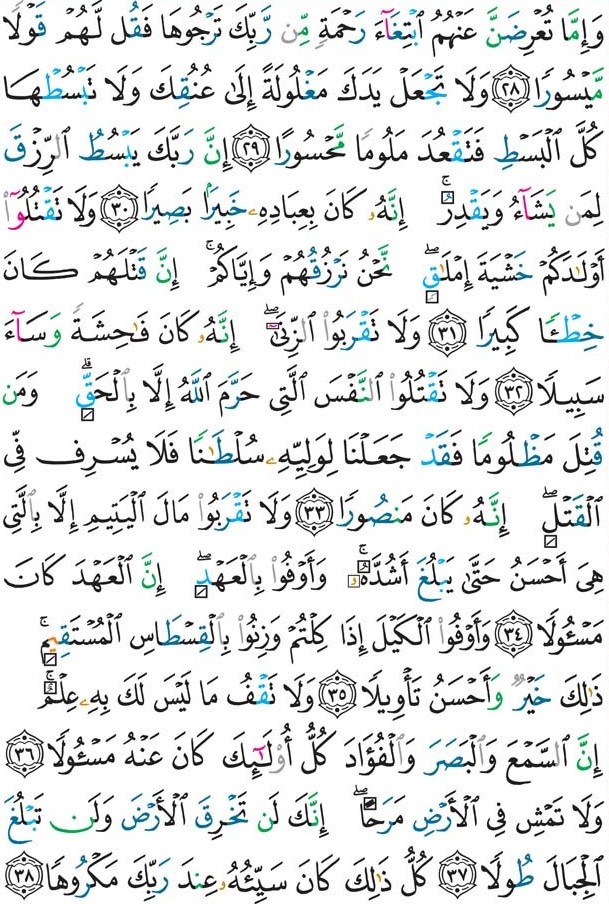 وَإِمَّا تُعْرِضَنَّ عَنْهُمُ ٱبْتِغَآءَ رَحْمَةٍ مِّن رَّبِّكَ تَرْجُوهَا فَقُل لَّهُمْ قَوْلًا
مَّيْسُورًا ٢٨ وَلَا تَجْعَلْ يَدَكَ مَغْلُولَةً إِلَىٰ عُنُقِكَ وَلَا تَبْسُطْهَا
كُلَّ ٱلْبَسْطِ فَتَقْعُدَ مَلُومًا مَّحْسُورًا ٢٩ إِنَّ رَبَّكَ يَبْسُطُ ٱلرِّزْقَ
لِمَن يَشَآءُ وَيَقْدِرُ ۚ إِنَّهُۥ كَانَ بِعِبَادِهِۦ خَبِيرًۢا بَصِيرًا ٣٠ وَلَا تَقْتُلُوٓا۟
أَوْلَٰدَكُمْ خَشْيَةَ إِمْلَٰقٍ ۖ نَّحْنُ نَرْزُقُهُمْ وَإِيَّاكُمْ ۚ إِنَّ قَتْلَهُمْ كَانَ
خِطْـًٔا كَبِيرًا ٣١ وَلَا تَقْرَبُوا۟ ٱلزِّنَىٰٓ ۖ إِنَّهُۥ كَانَ فَٰحِشَةً وَسَآءَ
سَبِيلًا ٣٢ وَلَا تَقْتُلُوا۟ ٱلنَّفْسَ ٱلَّتِى حَرَّمَ ٱللَّهُ إِلَّا بِٱلْحَقِّ ۗ وَمَن
قُتِلَ مَظْلُومًا فَقَدْ جَعَلْنَا لِوَلِيِّهِۦ سُلْطَٰنًا فَلَا يُسْرِف فِّى
ٱلْقَتْلِ ۖ إِنَّهُۥ كَانَ مَنصُورًا ٣٣ وَلَا تَقْرَبُوا۟ مَالَ ٱلْيَتِيمِ إِلَّا بِٱلَّتِى
هِىَ أَحْسَنُ حَتَّىٰ يَبْلُغَ أَشُدَّهُۥ ۚ وَأَوْفُوا۟ بِٱلْعَهْدِ ۖ إِنَّ ٱلْعَهْدَ كَانَ
مَسْـُٔولًا ٣٤ وَأَوْفُوا۟ ٱلْكَيْلَ إِذَا كِلْتُمْ وَزِنُوا۟ بِٱلْقِسْطَاسِ ٱلْمُسْتَقِيمِ ۚ
ذَٰلِكَ خَيْرٌ وَأَحْسَنُ تَأْوِيلًا ٣٥ وَلَا تَقْفُ مَا لَيْسَ لَكَ بِهِۦ عِلْمٌ ۚ
إِنَّ ٱلسَّمْعَ وَٱلْبَصَرَ وَٱلْفُؤَادَ كُلُّ أُو۟لَٰٓئِكَ كَانَ عَنْهُ مَسْـُٔولًا ٣٦
وَلَا تَمْشِ فِى ٱلْأَرْضِ مَرَحًا ۖ إِنَّكَ لَن تَخْرِقَ ٱلْأَرْضَ وَلَن تَبْلُغَ
ٱلْجِبَالَ طُولًا ٣٧ كُلُّ ذَٰلِكَ كَانَ سَيِّئُهُۥ عِندَ رَبِّكَ مَكْرُوهًا ٣٨